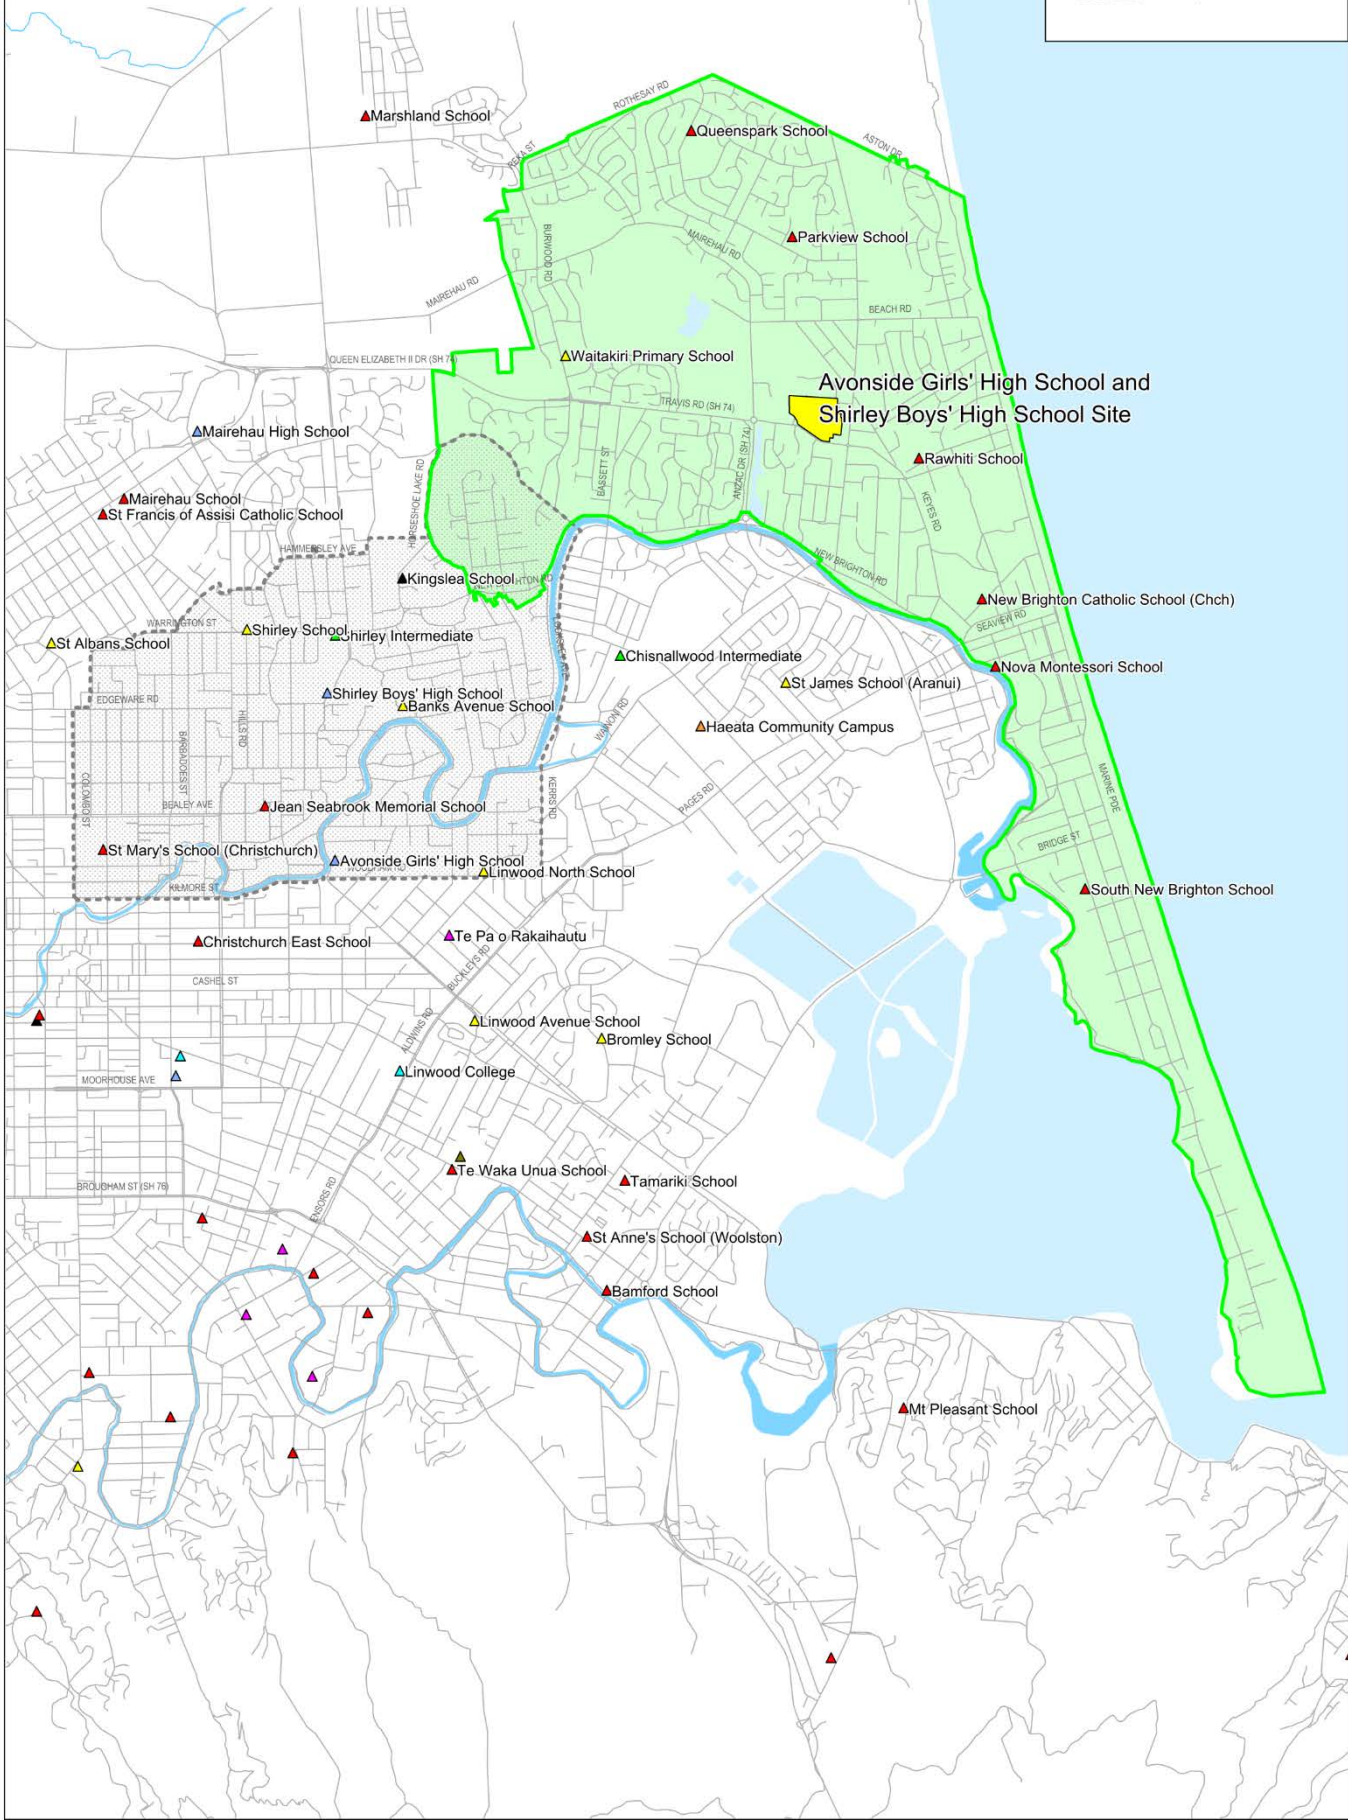 ROTHESAY RD
Marshland School
Queenspark School
ASTON DR
REKA ST
BURWOOD RD
Parkview School
MAIREHAU RD
MAIREHAU RD
BEACH RD
QUEEN ELIZABETH II DR (SH 74)
Waitakiri Primary School
Avonside Girls' High School and
Shirley Boys' High School Site
TRAVIS RD (SH 74)
Mairehau High School
Rawhiti School
BASSETT ST
ANZAC DR (SH 74)
HORSESHOE LAKE RD
KEYES RD
Mairehau School
St Francis of Assisi Catholic School
HAMMERSLEY AVE
NEW BRIGHTON RD
Kingslea School
NEW BRIGHTON RD
New Brighton Catholic School (Chch)
SEAVIEW RD
WARRINGTON ST
Shirley School
Shirley Intermediate
St Albans School
Chisnallwood Intermediate
Nova Montessori School
St James School (Aranui)
EDGEWARE RD
Shirley Boys' High School
Banks Avenue School
HILLS RD
WAINONI RD
Haeata Community Campus
BARBADOES ST
COLOMBO ST
KERRS RD
MARINE PDE
PAGES RD
BEALEY AVE
Jean Seabrook Memorial School
BRIDGE ST
St Mary's School (Christchurch)
Avonside Girls' High School
Linwood North School
KILMORE ST
South New Brighton School
Christchurch East School
Te Pa o Rakaihautu
BUCKLEYS RD
CASHEL ST
Linwood Avenue School
ALDWINS RD
Bromley School
Linwood College
MOORHOUSE AVE
Te Waka Unua School
Tamariki School
BROUGHAM ST (SH 76)
ENSORS RD
St Anne's School (Woolston)
Bamford School
Mt Pleasant School